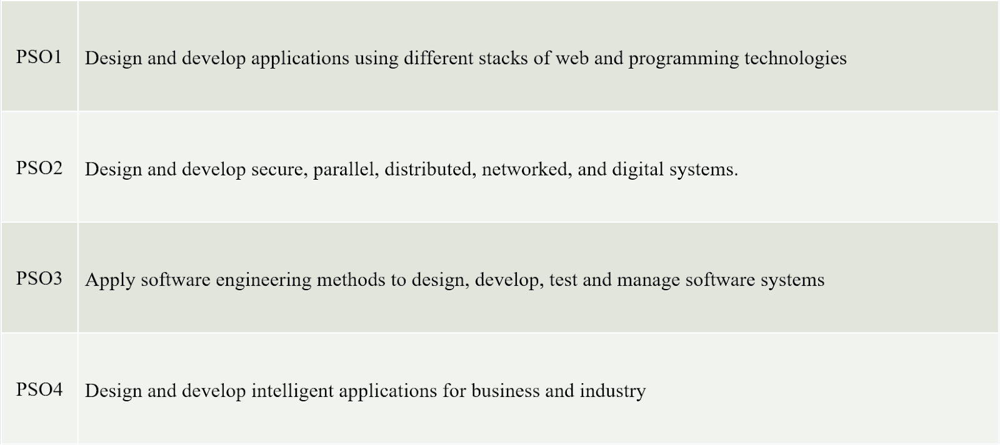 PSO1 Design and develop applications using different stacks of web and programming technologies
PSO2 Design and develop secure, parallel, distributed, networked, and digital systems.
PSO3 Apply software engineering methods to design, develop, test and manage software systems
PSO4 Design and develop intelligent applications for business and industry